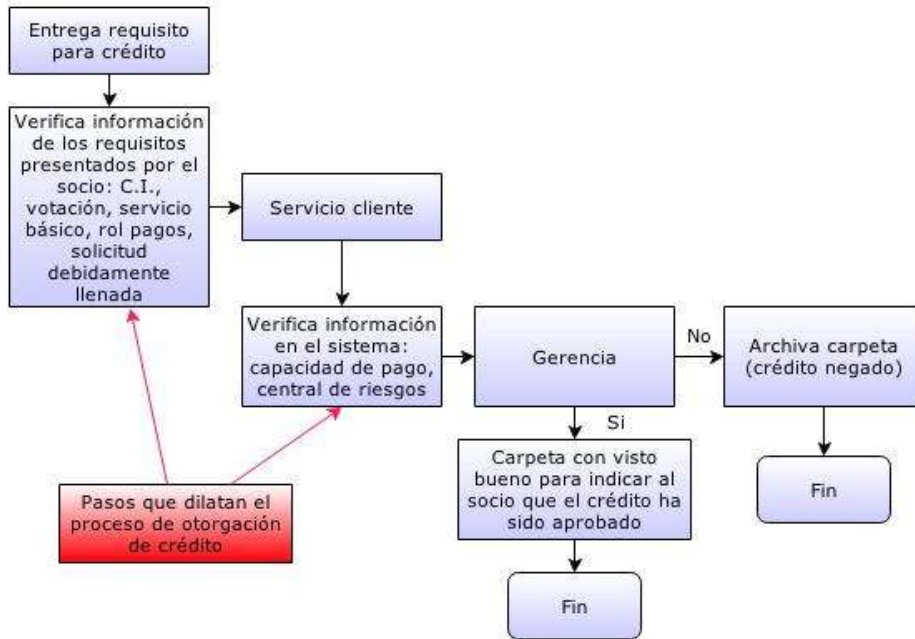 Entrega requisito
para crédito
Verifica información
de los requisitos
presentados por el
socio: C.I.,
votación, servicio
básico, rol pagos,
solicitud
debidamente
llenada
Servicio cliente
Verifica información
en el sistema:
capacidad de pago,
central de riesgos
Gerencia
No
Archiva carpeta
(crédito negado)
Fin
Si
Carpeta con visto
bueno para indicar al
socio que el crédito ha
sido aprobado
Fin
Pasos que dilatan el
proceso de otorgación
de crédito